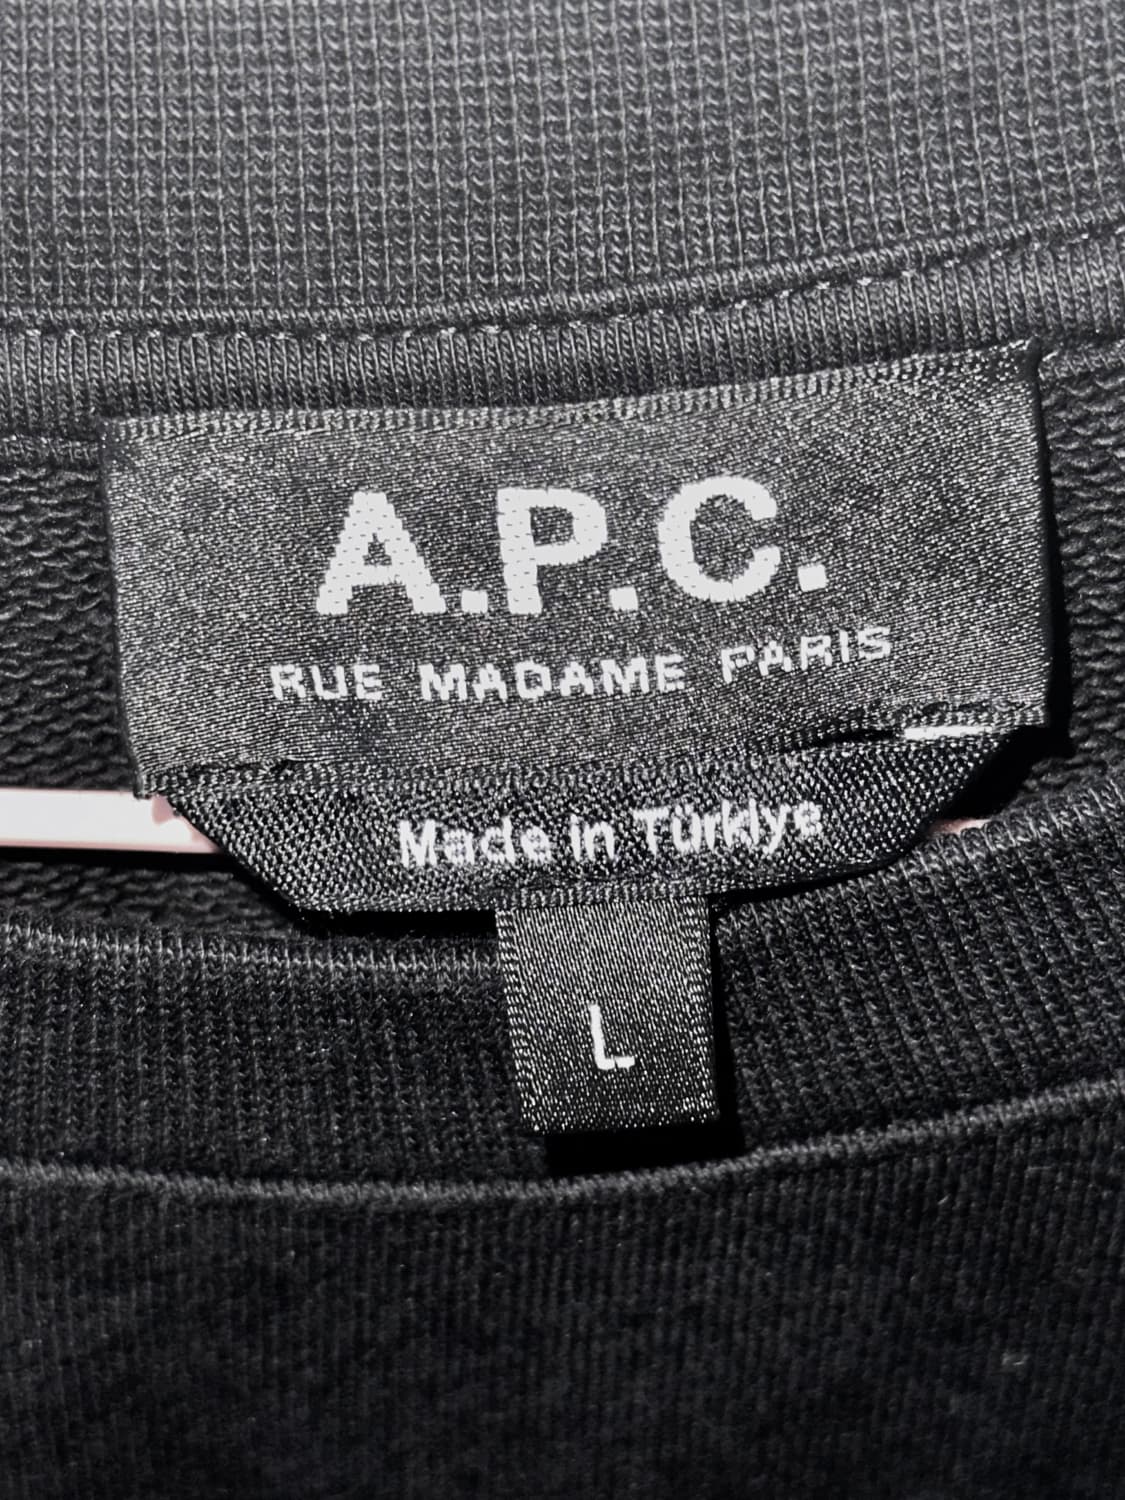 A.P.C.
RUE MADAME PARIS
Made in Türkiye
L